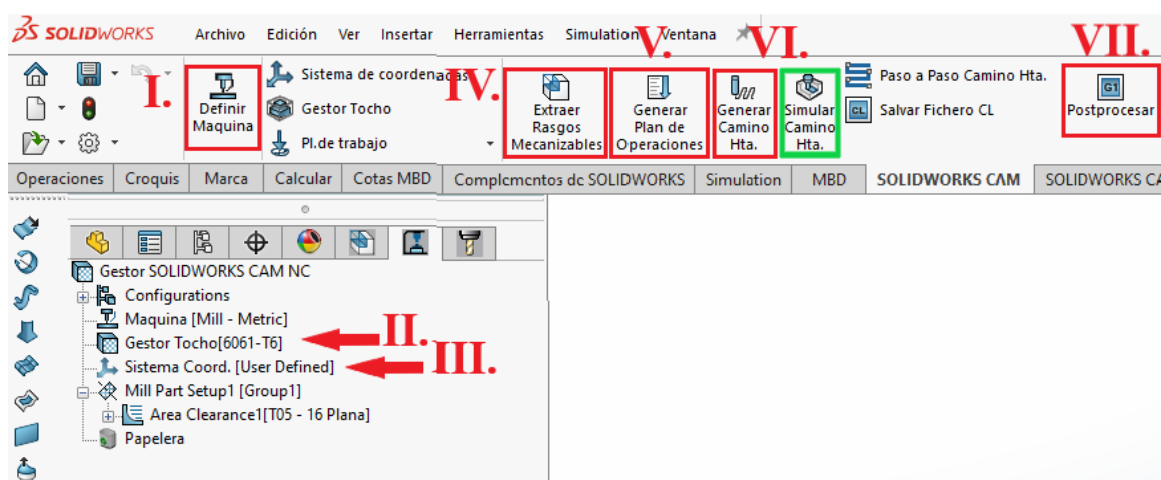 SOLIDWORKS Archivo Edición Ver Insertar Herramientas Simulation Ventana
I. IV. V. VI. VII.
Definir
Maquina
Sistema de coordenadas
Gestor Tocho
Pl.de trabajo
Extraer
Rasgos
Mecanizables
Generar
Plan de
Operaciones
Generar
Camino
Hta.
Simular
Camino
Hta.
Paso a Paso Camino Hta.
CL Salvar Fichero CL
G1
Postprocesar
Operaciones Croquis Marca Calcular Cotas MBD Complementos de SOLIDWORKS Simulation MBD SOLIDWORKS CAM SOLIDWORKS CA
Gestor SOLIDWORKS CAM NC
Configurations
Maquina [Mill - Metric]
Gestor Tocho[6061-T6] II.
Sistema Coord. [User Defined] III.
Mill Part Setup1 [Group1]
Area Clearance1[T05 - 16 Plana]
Papelera